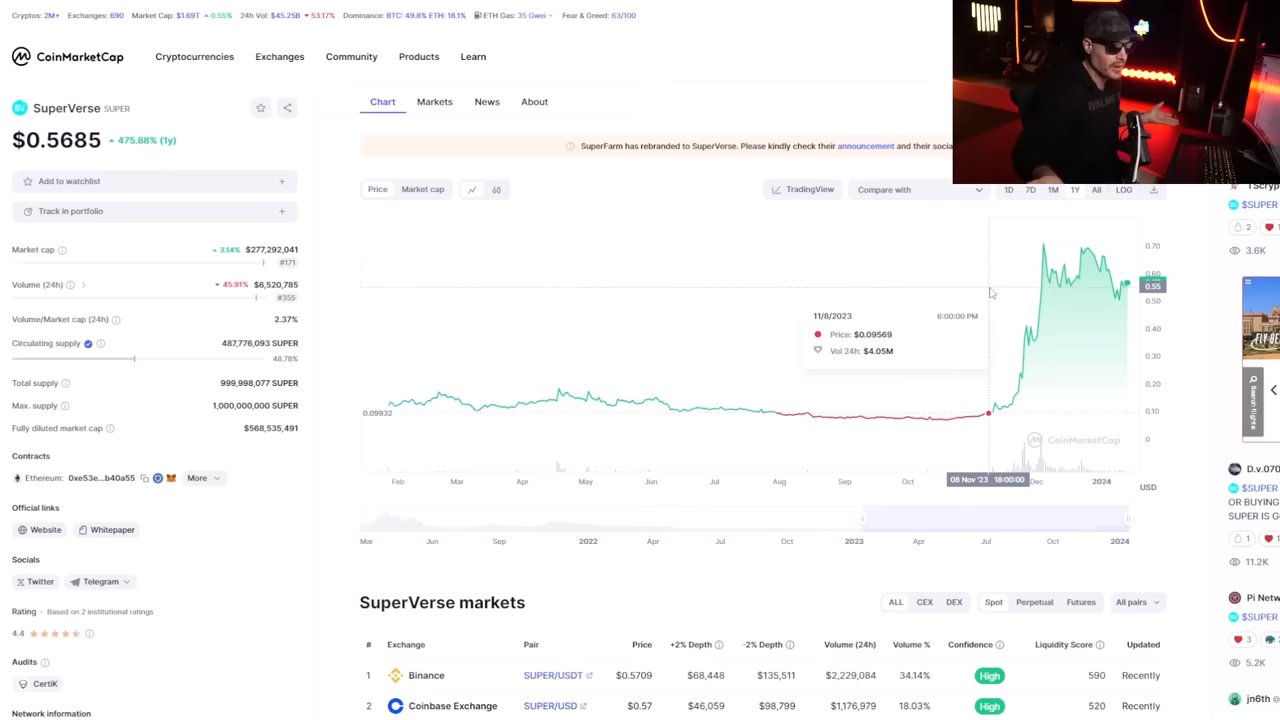 Cryptos: 2M+ Exchanges: 690 Market Cap: $1.69T 0.55% 24h Vol: $45.25B 53.17% Dominance: BTC: 49.8% ETH: 18.1% ETH Gas: 35 Gwei Fear & Greed: 63/100
CoinMarketCap Cryptocurrencies Exchanges Community Products Learn
SuperVerse SUPER
$0.5685 475.88% (1y)
Add to watchlist +
Track in portfolio +
Market cap 3.14% $277,292,041
#171
Volume (24h) 45.91% $6,520,785
#355
Volume/Market cap (24h) 2.37%
Circulating supply 487,776,093 SUPER
48.78%
Total supply 999,998,077 SUPER
Max. supply 1,000,000,000 SUPER
Fully diluted market cap $568,535,491
Contracts
Ethereum: 0xe53e...b40a55 More
Official links
Website Whitepaper
Socials
Twitter Telegram
Rating · Based on 2 institutional ratings
4.4
Audits
CertiK
Network information
Chart Markets News About
SuperFarm has rebranded to SuperVerse. Please kindly check their announcement and their socia
Price Market cap TradingView Compare with 1D 7D 1M 1Y All LOG
0.70
0.60
0.55
0.50
0.40
0.30
0.20
0.10
0
11/8/2023 6:00:00 PM
Price: $0.09569
Vol 24h: $4.05M
0.09932
CoinMarketCap
Feb Mar Apr May Jun Jul Aug Sep Oct 08 Nov '23 18:00:00 Dec 2024 USD
Mar Jun Sep 2022 Apr Jul Oct 2023 Apr Jul Oct 2024
SuperVerse markets ALL CEX DEX Spot Perpetual Futures All pairs
# Exchange Pair Price +2% Depth -2% Depth Volume (24h) Volume % Confidence Liquidity Score Updated
1 Binance SUPER/USDT $0.5709 $68,448 $135,511 $2,229,084 34.14% High 590 Recently
2 Coinbase Exchange SUPER/USD $0.57 $46,059 $98,799 $1,176,979 18.03% High 520 Recently
$SUPER
2
3.6K
Search flights
D.v.070
$SUPER
OR BUYING
SUPER IS G
1
11.2K
Pi Netw
$SUPER
3
5.2K
jn6th @